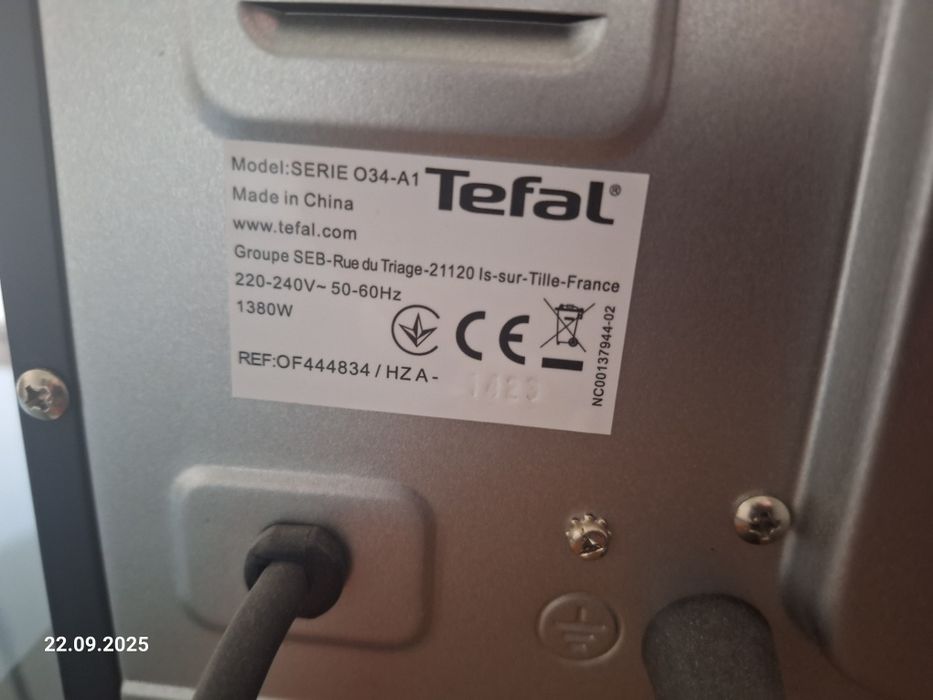 Model:SERIE O34-A1
Tefal®
Made in China
www.tefal.com
Groupe SEB-Rue du Triage-21120 Is-sur-Tille-France
220-240V~ 50-60Hz
1380W
CE
REF:OF444834 / HZ A-
NC00137944-02
22.09.2025